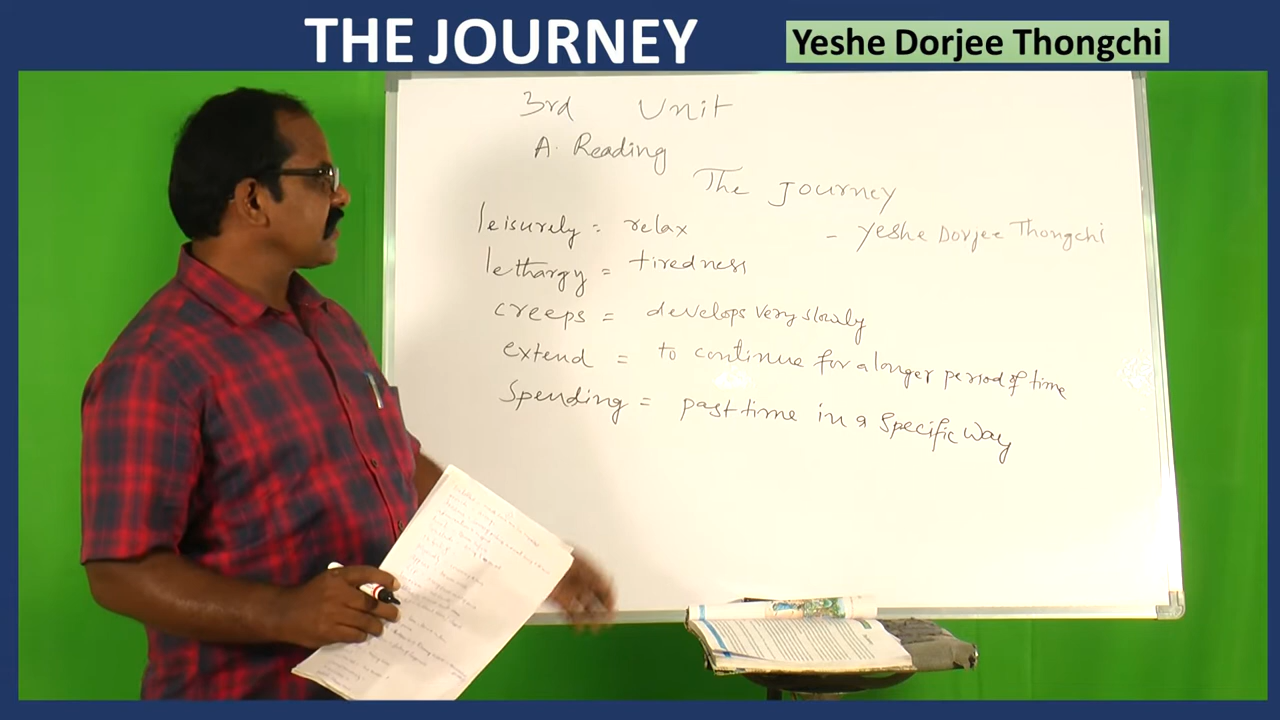 THE JOURNEY
Yeshe Dorjee Thongchi
3rd Unit
A. Reading
The Journey
leisurely = relax
- Yeshe Dorjee Thongchi
lethargy = tiredness
creeps = develops very slowly
extend = to continue for a longer period of time
Spending = past time in a specific way